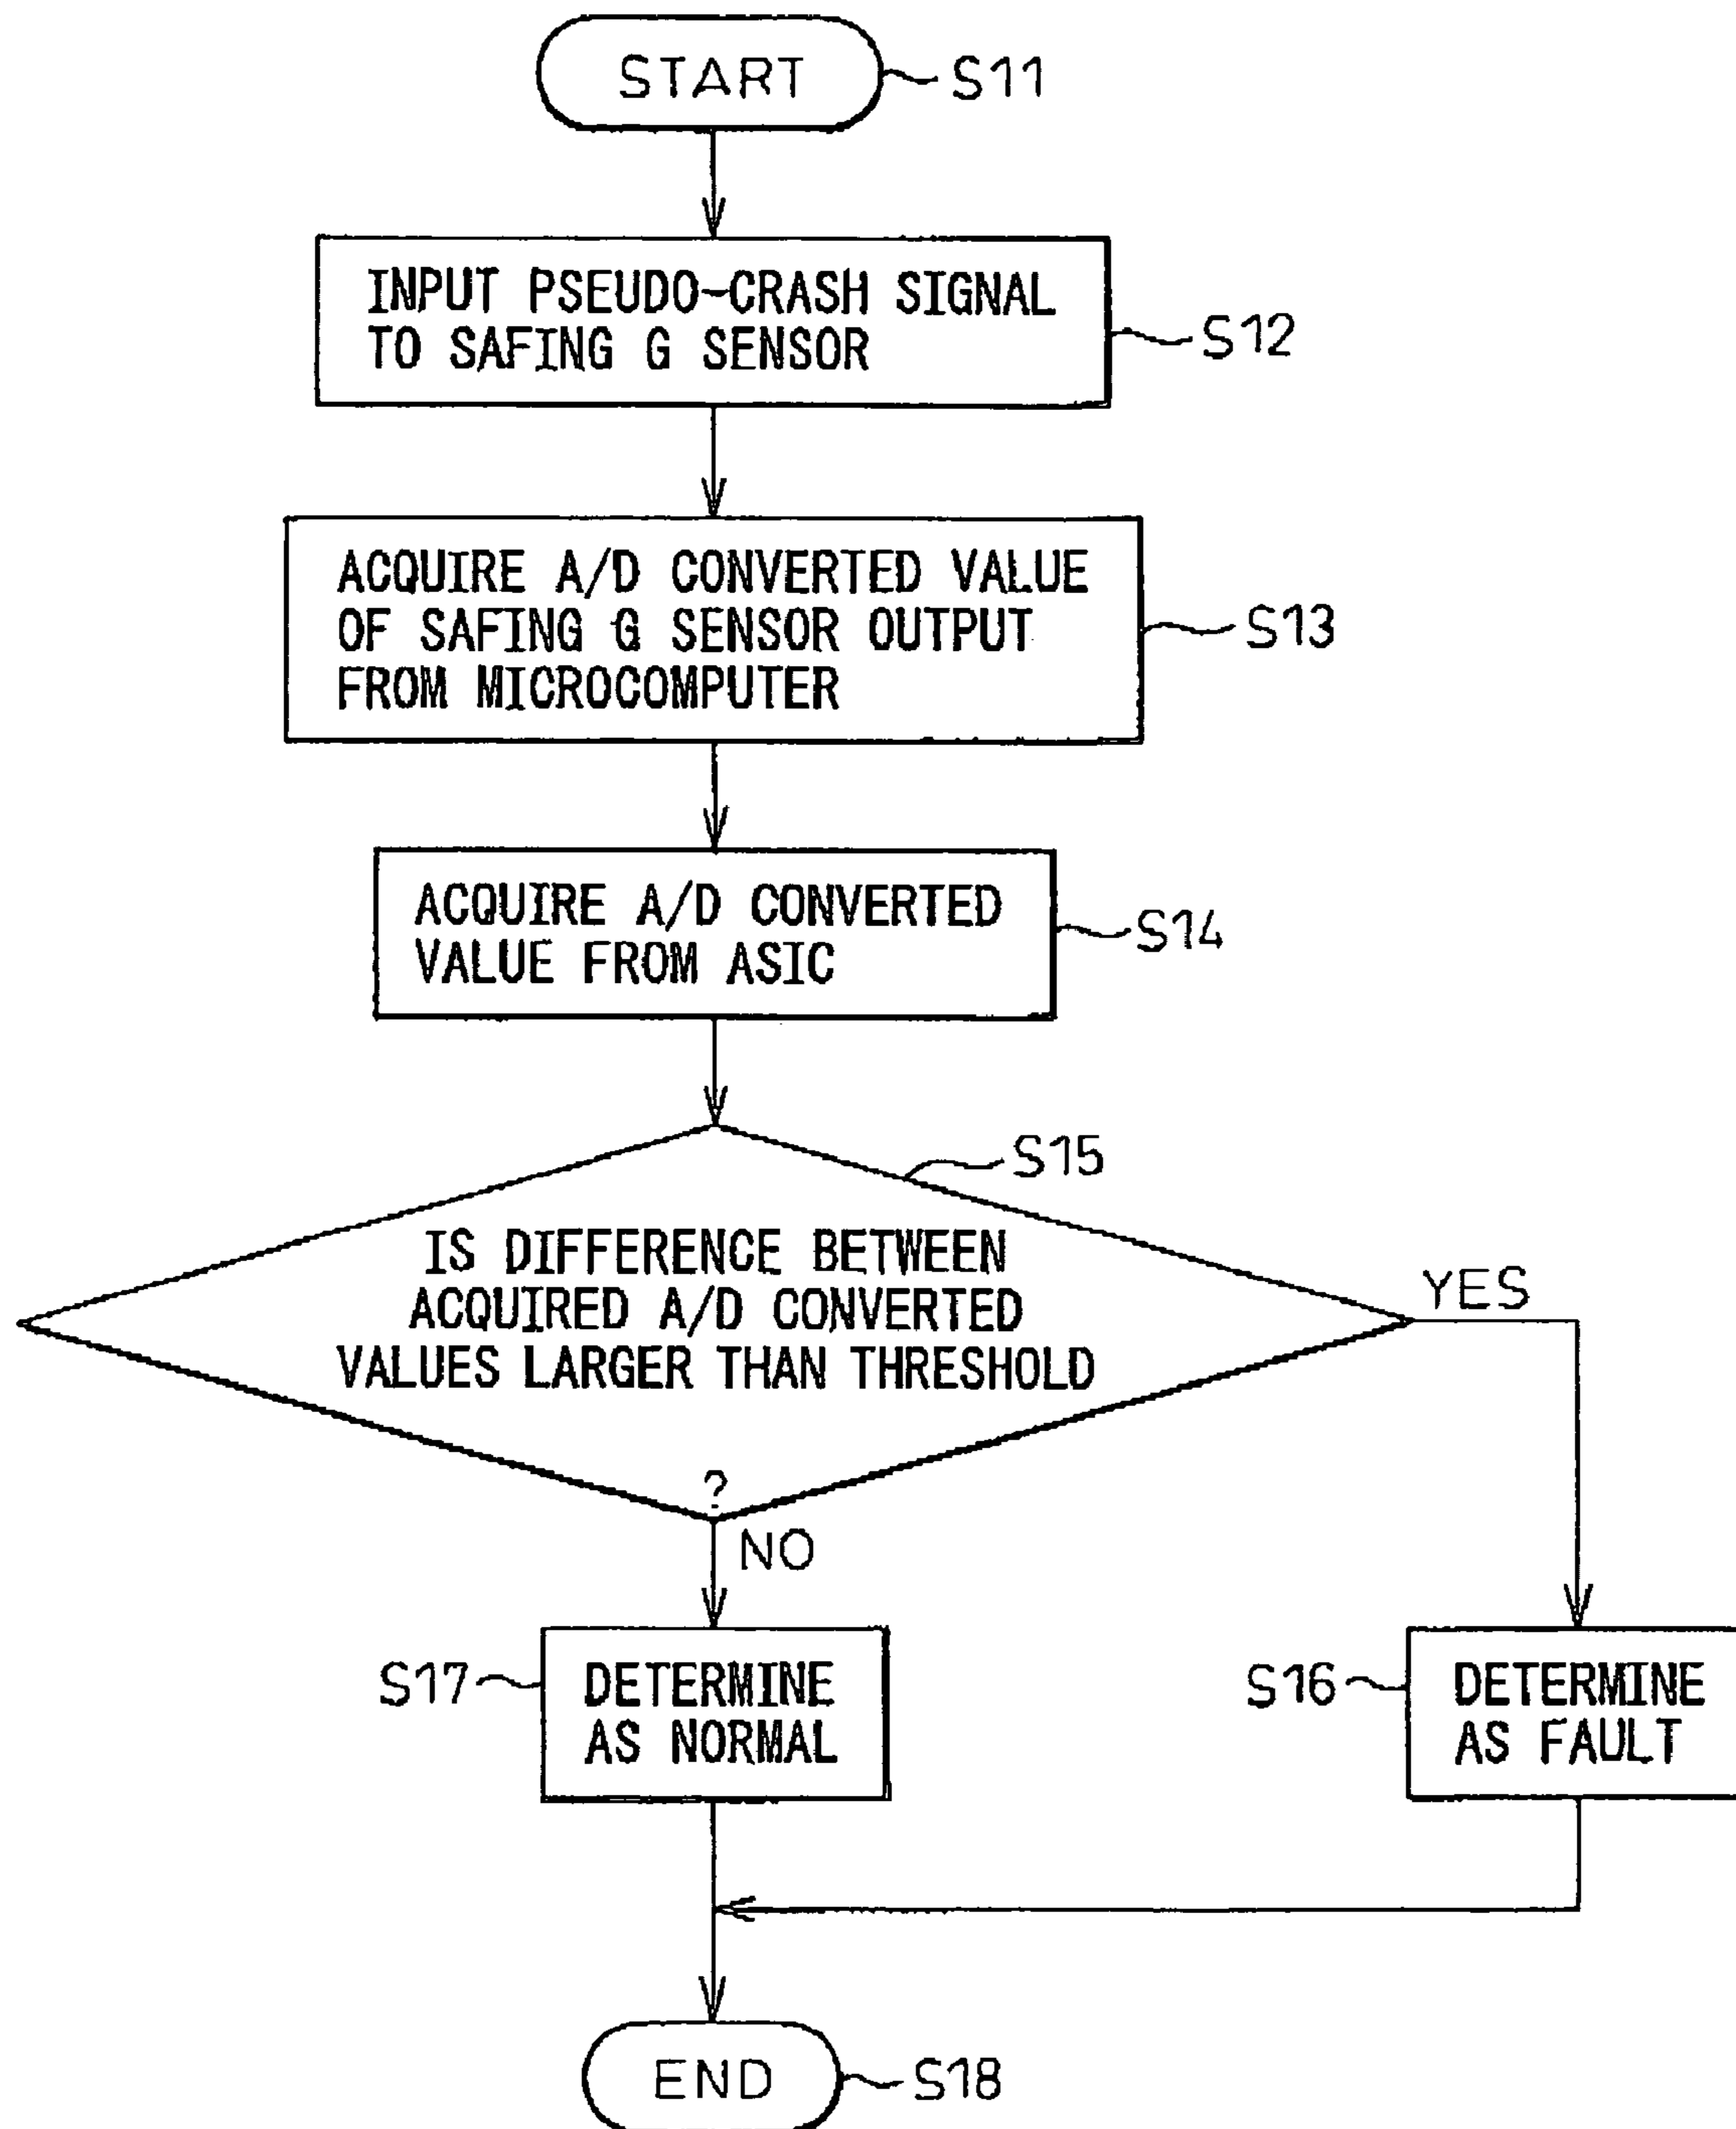 START
S11
INPUT PSEUDO-CRASH SIGNAL
TO SAFING G SENSOR
S12
ACQUIRE A/D CONVERTED VALUE
OF SAFING G SENSOR OUTPUT
FROM MICROCOMPUTER
S13
ACQUIRE A/D CONVERTED
VALUE FROM ASIC
S14
S15
IS DIFFERENCE BETWEEN
ACQUIRED A/D CONVERTED
VALUES LARGER THAN THRESHOLD
?
YES
NO
S17
DETERMINE
AS NORMAL
S16
DETERMINE
AS FAULT
END
S18